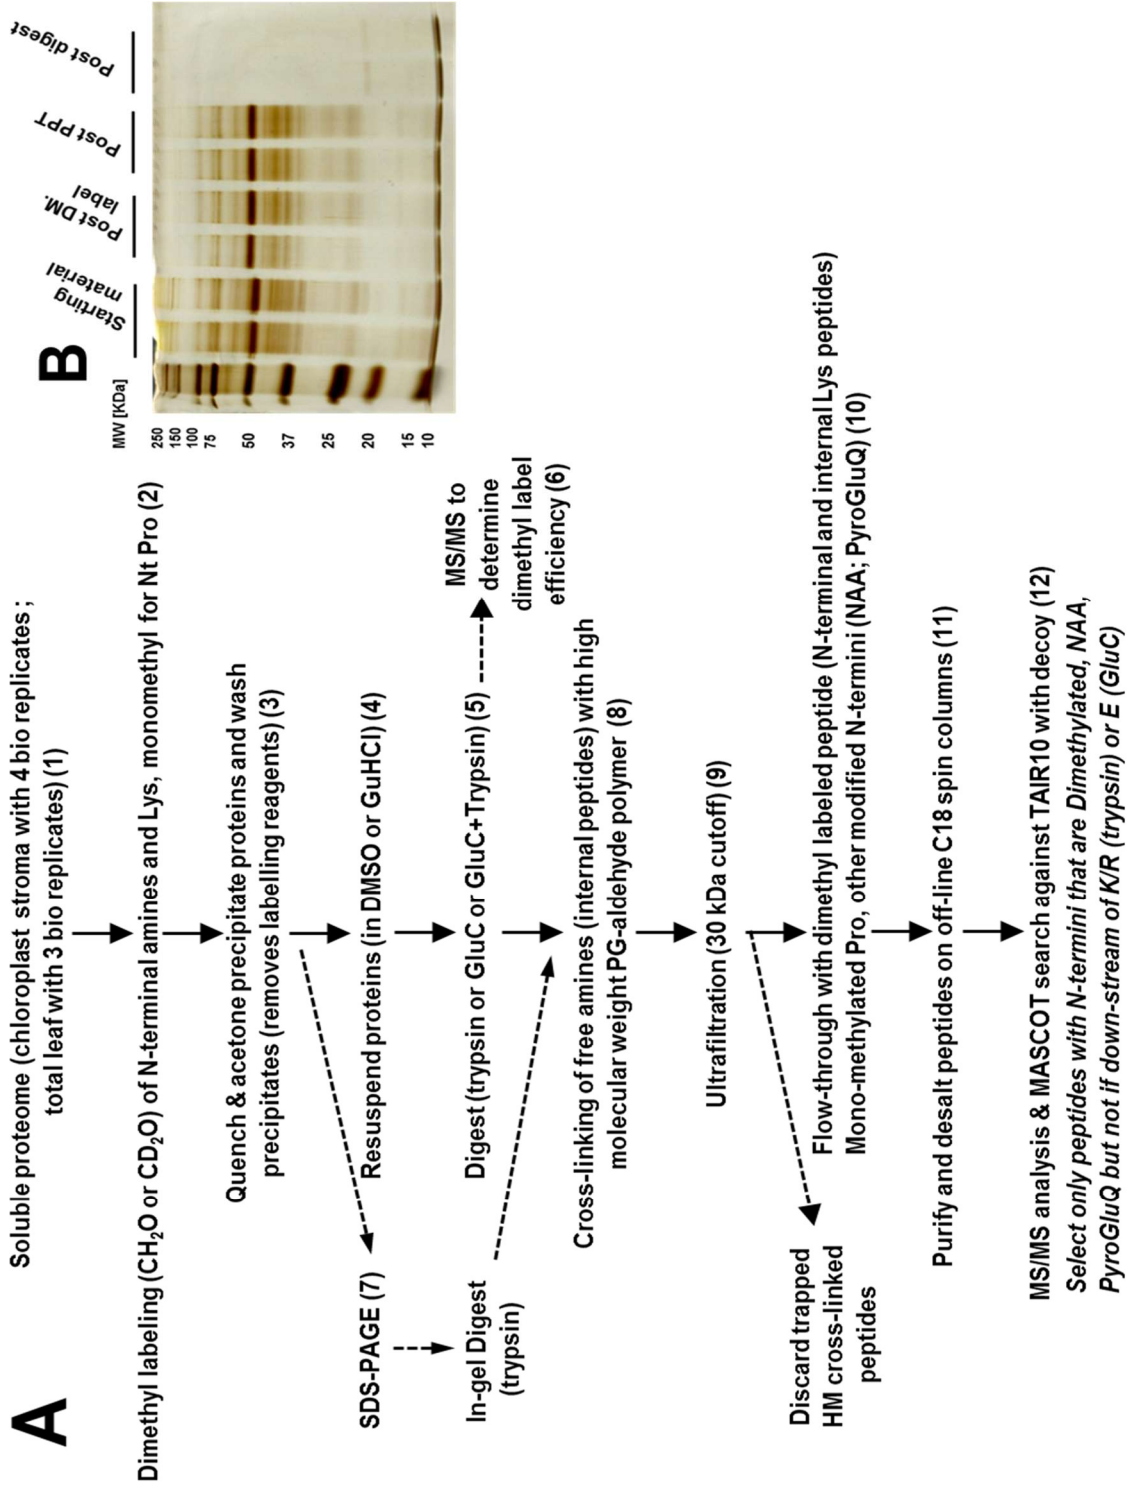 A
Soluble proteome (chloroplast stroma with 4 bio replicates ;
total leaf with 3 bio replicates) (1)
Dimethyl labeling (CH₂O or CD₂O) of N-terminal amines and Lys, monomethyl for Nt Pro (2)
Quench & acetone precipitate proteins and wash
precipitates (removes labelling reagents) (3)
Resuspend proteins (in DMSO or GuHCl) (4)
SDS-PAGE (7)
Digest (trypsin or GluC or GluC+Trypsin) (5)
MS/MS to
determine
dimethyl label
efficiency (6)
In-gel Digest
(trypsin)
Cross-linking of free amines (internal peptides) with high
molecular weight PG-aldehyde polymer (8)
Ultrafiltration (30 kDa cutoff) (9)
Discard trapped
HM cross-linked
peptides
Flow-through with dimethyl labeled peptide (N-terminal and internal Lys peptides)
Mono-methylated Pro, other modified N-termini (NAA; PyroGluQ) (10)
Purify and desalt peptides on off-line C18 spin columns (11)
MS/MS analysis & MASCOT search against TAIR10 with decoy (12)
Select only peptides with N-termini that are Dimethylated, NAA,
PyroGluQ but not if down-stream of K/R (trypsin) or E (GluC)
B
MW [KDa]
Starting
material
Post DM.
label
Post PPT
Post digest
250
150
100
75
50
37
25
20
15
10